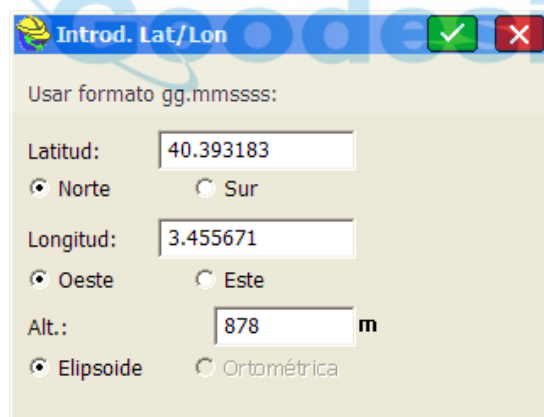 Introd. Lat/Lon
Usar formato gg.mmssss:
Latitud: 40.393183
Norte Sur
Longitud: 3.455671
Oeste Este
Alt.: 878 m
Elipsoide Ortométrica